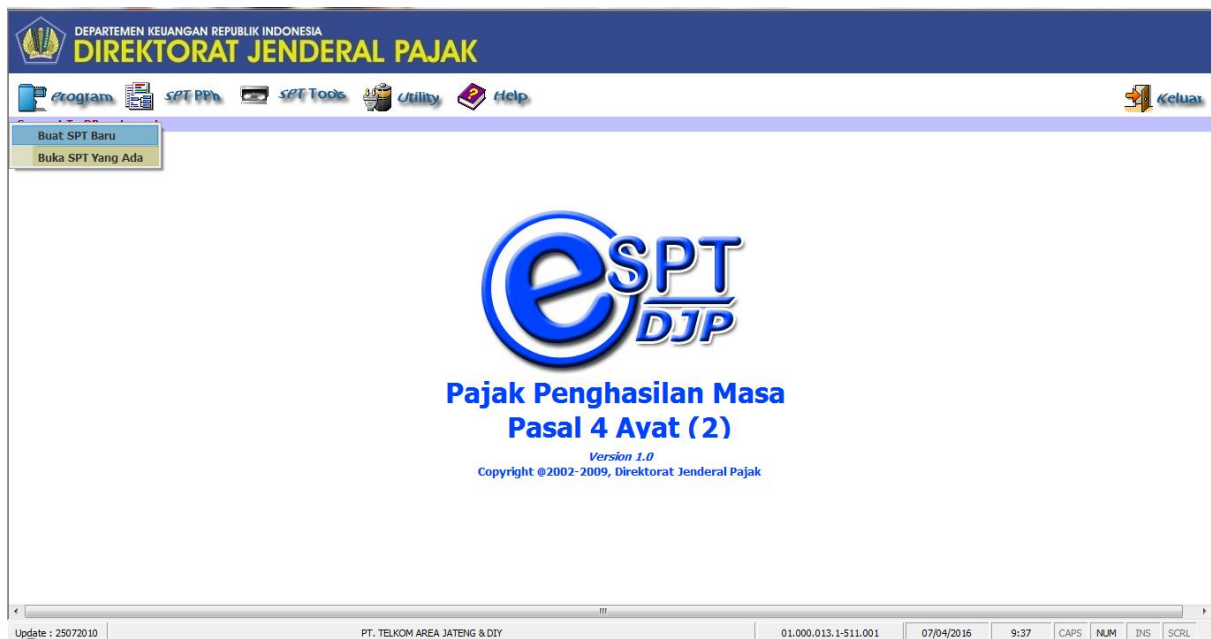 DEPARTEMEN KEUANGAN REPUBLIK INDONESIA
DIREKTORAT JENDERAL PAJAK
Program SPT PPh SPT Tools Utility Help Keluar
Buat SPT Baru
Buka SPT Yang Ada
eSPT
DJP
Pajak Penghasilan Masa
Pasal 4 Ayat (2)
Version 1.0
Copyright @2002-2009, Direktorat Jenderal Pajak
Update : 25072010 PT. TELKOM AREA JATENG & DIY 01.000.013.1-511.001 07/04/2016 9:37 CAPS NUM INS SCRL